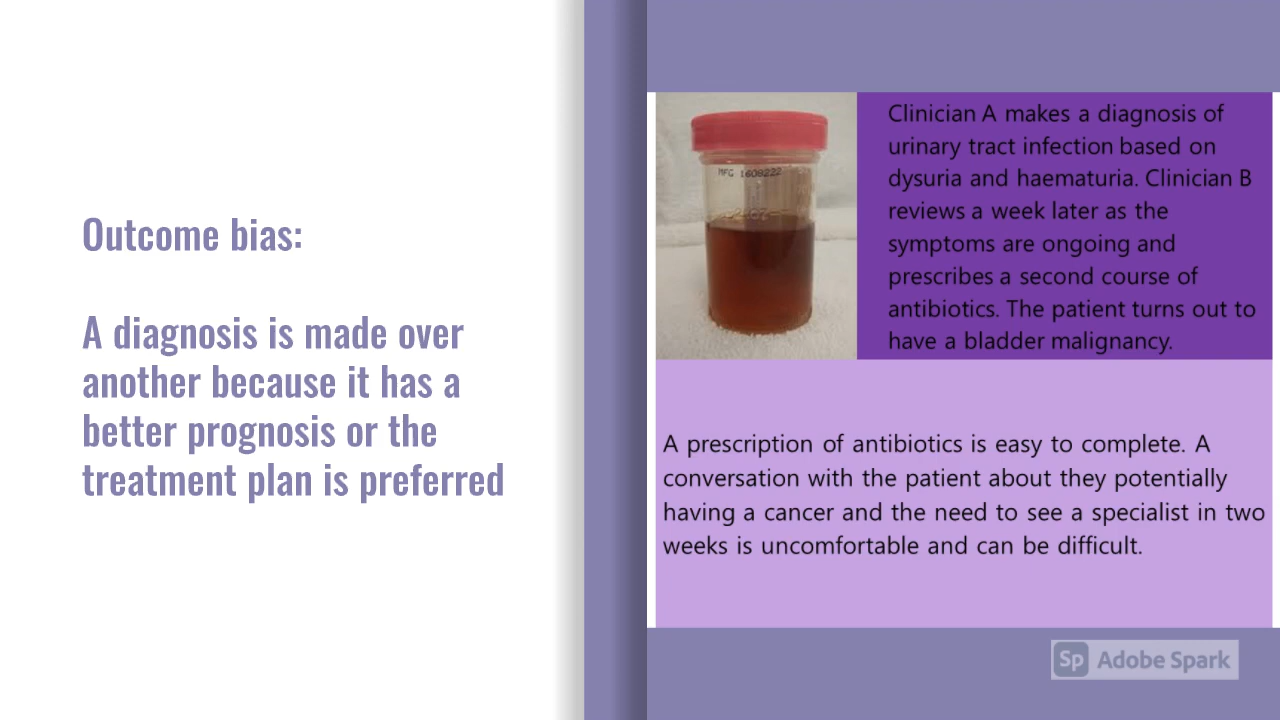 Outcome bias:
A diagnosis is made over
another because it has a
better prognosis or the
treatment plan is preferred
MFG 1609222
Clinician A makes a diagnosis of
urinary tract infection based on
dysuria and haematuria. Clinician B
reviews a week later as the
symptoms are ongoing and
prescribes a second course of
antibiotics. The patient turns out to
have a bladder malignancy.
A prescription of antibiotics is easy to complete. A
conversation with the patient about they potentially
having a cancer and the need to see a specialist in two
weeks is uncomfortable and can be difficult.
Sp Adobe Spark